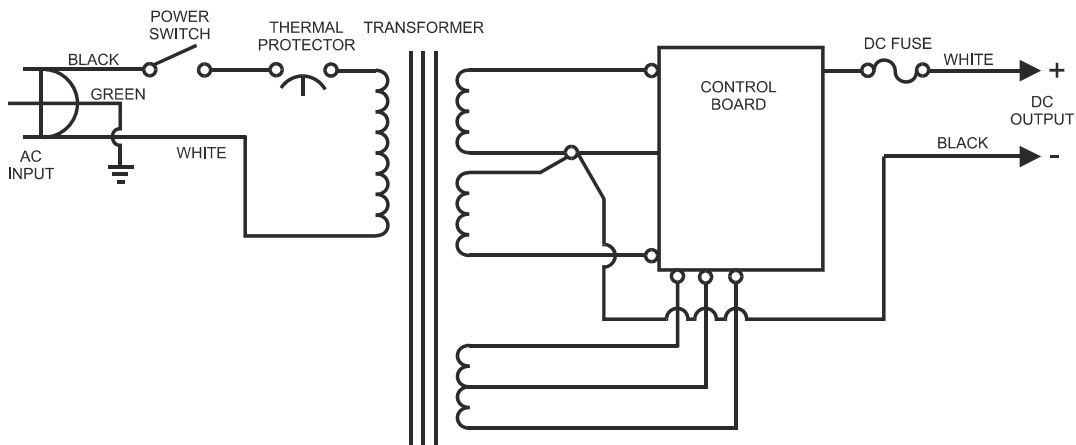 POWER
SWITCH
THERMAL
PROTECTOR
TRANSFORMER
BLACK
GREEN
WHITE
AC
INPUT
CONTROL
BOARD
DC FUSE
WHITE
+
DC
OUTPUT
BLACK
-